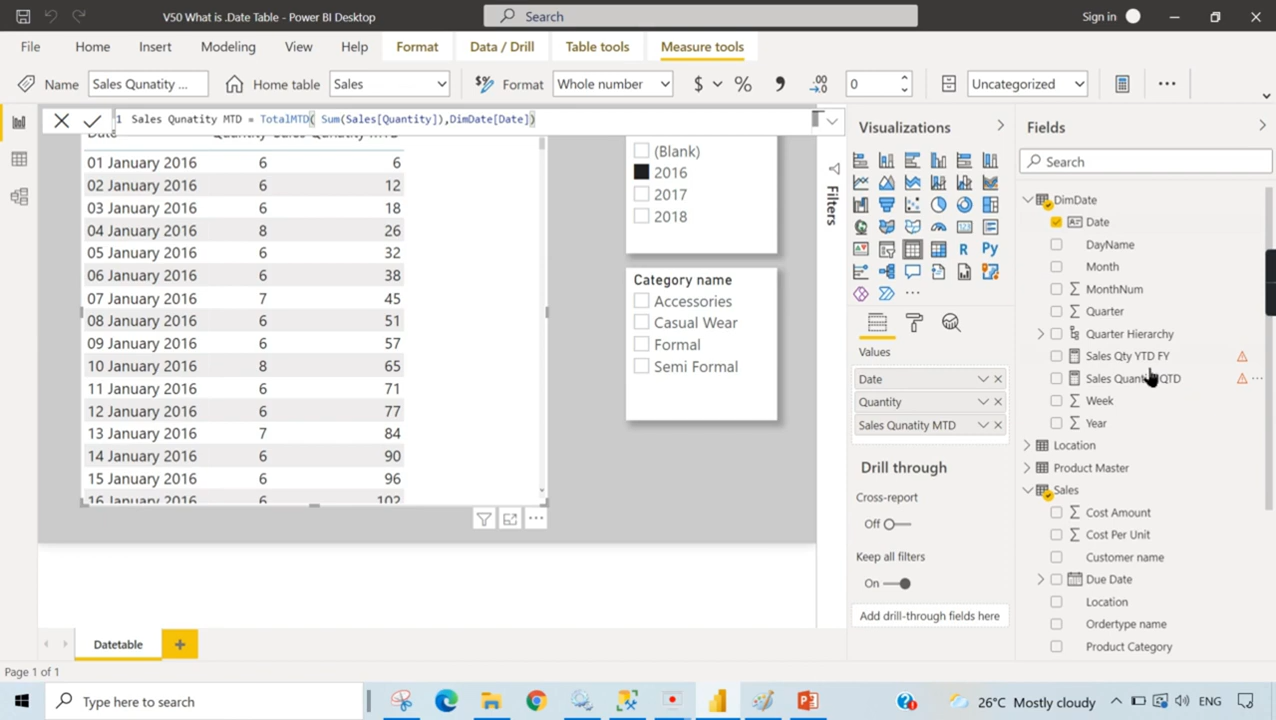 V50 What is .Date Table - Power BI Desktop
Search
Sign in
File
Home
Insert
Modeling
View
Help
Format
Data / Drill
Table tools
Measure tools
Name
Sales Qunatity ...
Home table
Sales
Format
Whole number
$
%
0
Uncategorized
1 Sales Qunatity MTD = TotalMTD( Sum(Sales[Quantity]),DimDate[Date])
Date
01 January 2016 6 6
02 January 2016 6 12
03 January 2016 6 18
04 January 2016 8 26
05 January 2016 6 32
06 January 2016 6 38
07 January 2016 7 45
08 January 2016 6 51
09 January 2016 6 57
10 January 2016 8 65
11 January 2016 6 71
12 January 2016 6 77
13 January 2016 7 84
14 January 2016 6 90
15 January 2016 6 96
16 January 2016 6 102
(Blank)
2016
2017
2018
Category name
Accessories
Casual Wear
Formal
Semi Formal
Filters
Visualizations
R
Py
Values
Date
Quantity
Sales Qunatity MTD
Drill through
Cross-report
Off
Keep all filters
On
Add drill-through fields here
Fields
Search
DimDate
Date
DayName
Month
MonthNum
Quarter
Quarter Hierarchy
Sales Qty YTD FY
Week
Year
Location
Product Master
Sales
Cost Amount
Cost Per Unit
Customer name
Due Date
Location
Ordertype name
Product Category
Datetable
Page 1 of 1
Type here to search
26°C Mostly cloudy
ENG